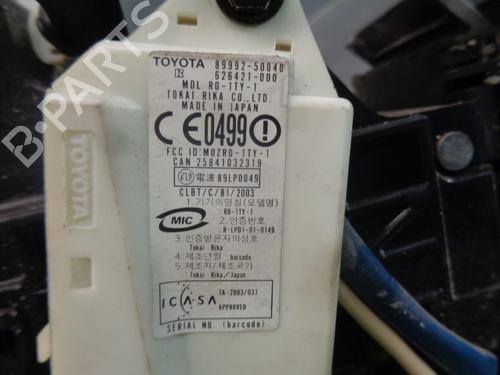 TOYOTA 89992-50040
626421-000
MDL RO-1TY-1
TOKAI RIKA CO.,LTD.
MADE IN JAPAN
CE0499
FCC ID:MOZRO-1TY-1
CAN 25841032319
電波 89LP0049
CLBT/C/81/2003
1.기기의명칭(모델명)
:RO-1TY-1
MIC 2.인증번호
:R-LPD1-03-0149
3.인증받은자의상호
Tokai Rika
4.제조년월 barcode
5.제조자/제조국가
Tokai Rika/Japan
ICASA TA-2003/037
APPROVED
SERIAL NO. (barcode)
TOYOTA